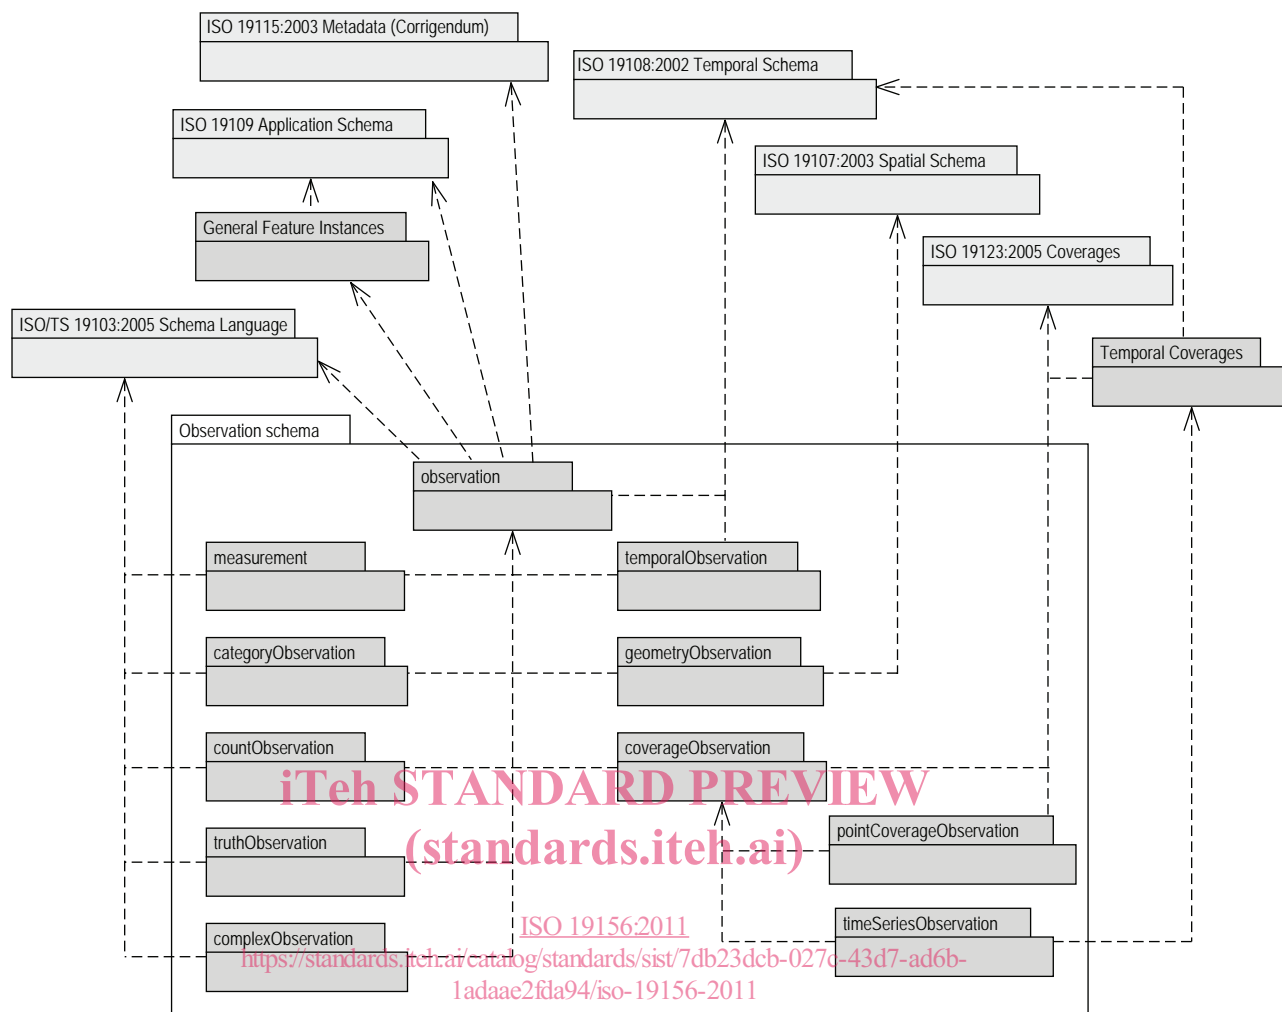 ISO 19115:2003 Metadata (Corrigendum)
ISO 19108:2002 Temporal Schema
ISO 19109 Application Schema
ISO 19107:2003 Spatial Schema
General Feature Instances
ISO 19123:2005 Coverages
ISO/TS 19103:2005 Schema Language
Temporal Coverages
Observation schema
observation
measurement
temporalObservation
categoryObservation
geometryObservation
countObservation
coverageObservation
iTeh STANDARD PREVIEW
(standards.iteh.ai)
pointCoverageObservation
truthObservation
timeSeriesObservation
complexObservation
ISO 19156:2011
https://standards.iteh.ai/catalog/standards/sist/7db23dcb-027c-43d7-ad6b-
1adaae2fda94/iso-19156-2011